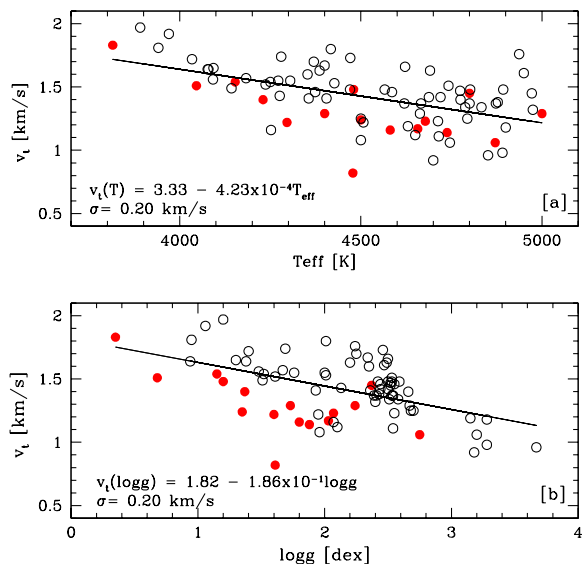 2
1.5
1
0.5
v_t [km/s]
v_t(T) = 3.33 − 4.23x10^-4 T_eff
σ= 0.20 km/s
[a]
4000
4500
5000
Teff [K]
2
1.5
1
0.5
v_t [km/s]
v_t(logg) = 1.82 − 1.86x10^-1 logg
σ= 0.20 km/s
[b]
0
1
2
3
4
logg [dex]